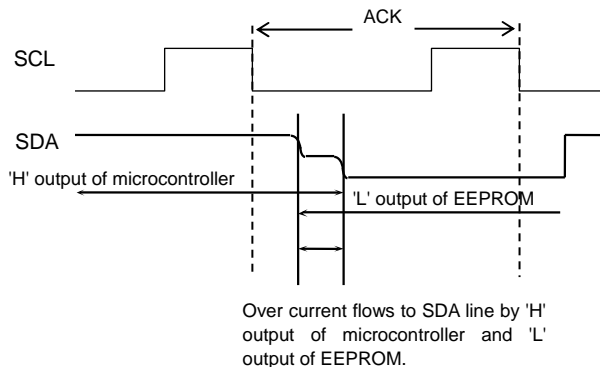 ACK
SCL
SDA
'H' output of microcontroller
'L' output of EEPROM
Over current flows to SDA line by 'H'
output of microcontroller and 'L'
output of EEPROM.